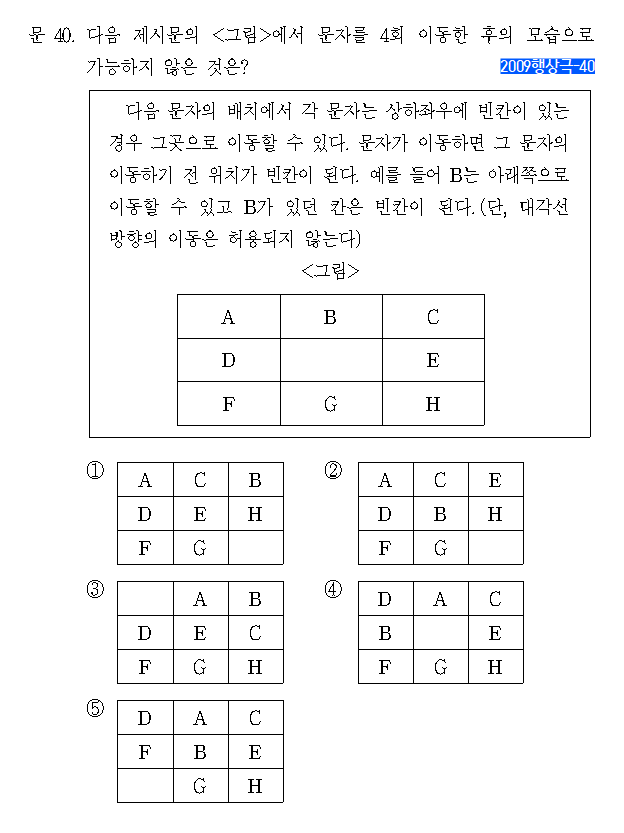 문 40. 다음 제시문의 <그림>에서 문자를 4회 이동한 후의 모습으로
가능하지 않은 것은?
2009행상극-40
다음 문자의 배치에서 각 문자는 상하좌우에 빈칸이 있는
경우 그곳으로 이동할 수 있다. 문자가 이동하면 그 문자의
이동하기 전 위치가 빈칸이 된다. 예를 들어 B는 아래쪽으로
이동할 수 있고 B가 있던 칸은 빈칸이 된다.(단, 대각선
방향의 이동은 허용되지 않는다)
<그림>
A B C
D E
F G H
①
A C B
D E H
F G
②
A C E
D B H
F G
③
A B
D E C
F G H
④
D A C
B E
F G H
⑤
D A C
F B E
G H